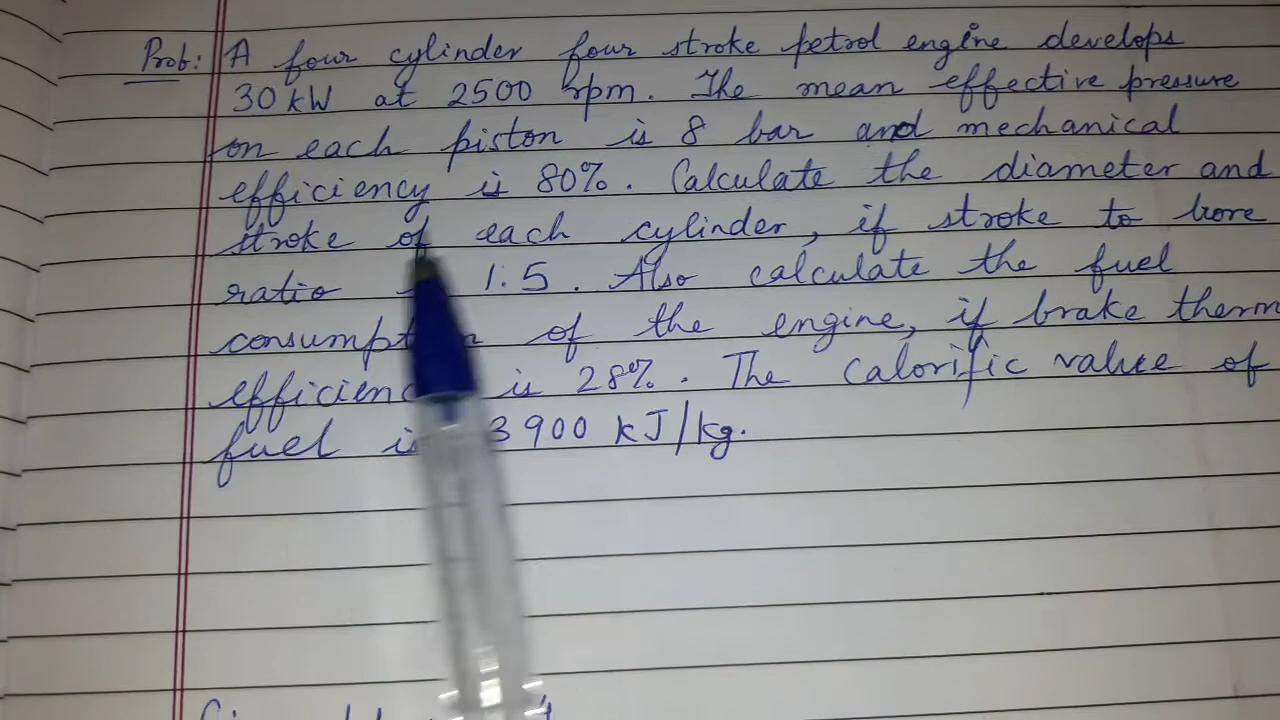 Prob: A four cylinder four stroke petrol engine develops
30 kW at 2500 rpm. The mean effective pressure
on each piston is 8 bar and mechanical
efficiency is 80%. Calculate the diameter and
stroke of each cylinder, if stroke to bore
ratio 1.5. Also calculate the fuel
consumpt n of the engine, if brake therm
efficienc is 28%. The calorific value of
fuel i 3900 kJ/kg.